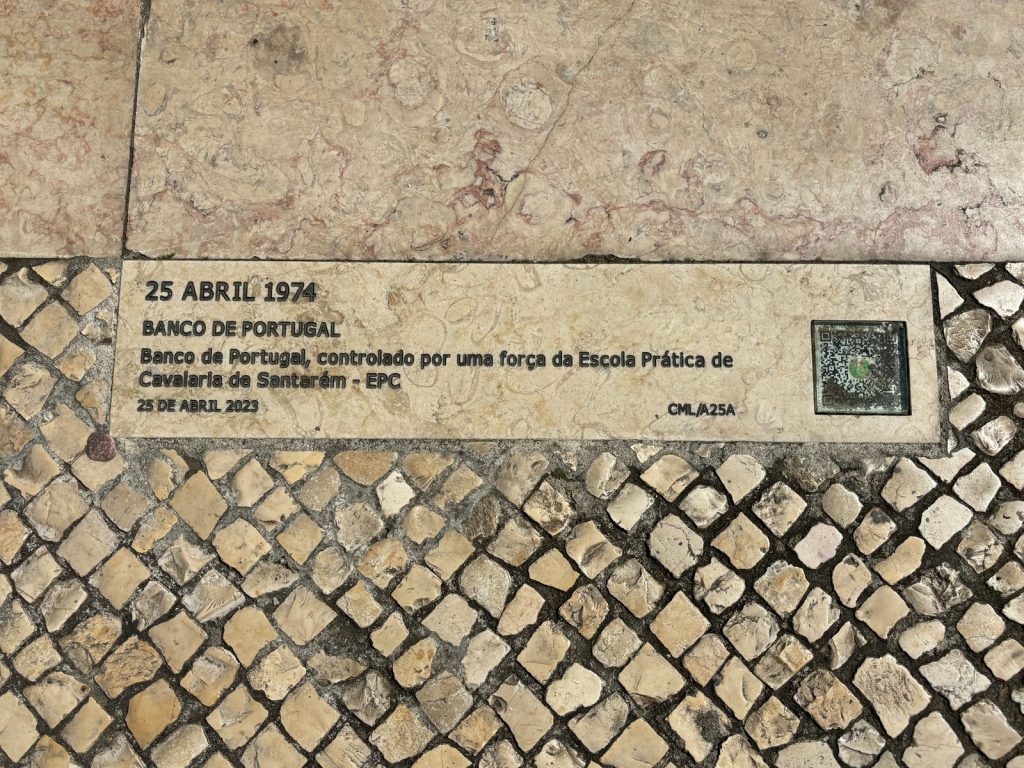 25 ABRIL 1974
BANCO DE PORTUGAL
Banco de Portugal, controlado por uma força da Escola Prática de
Cavalaria de Santarém - EPC
25 DE ABRIL 2023
CML/A25A